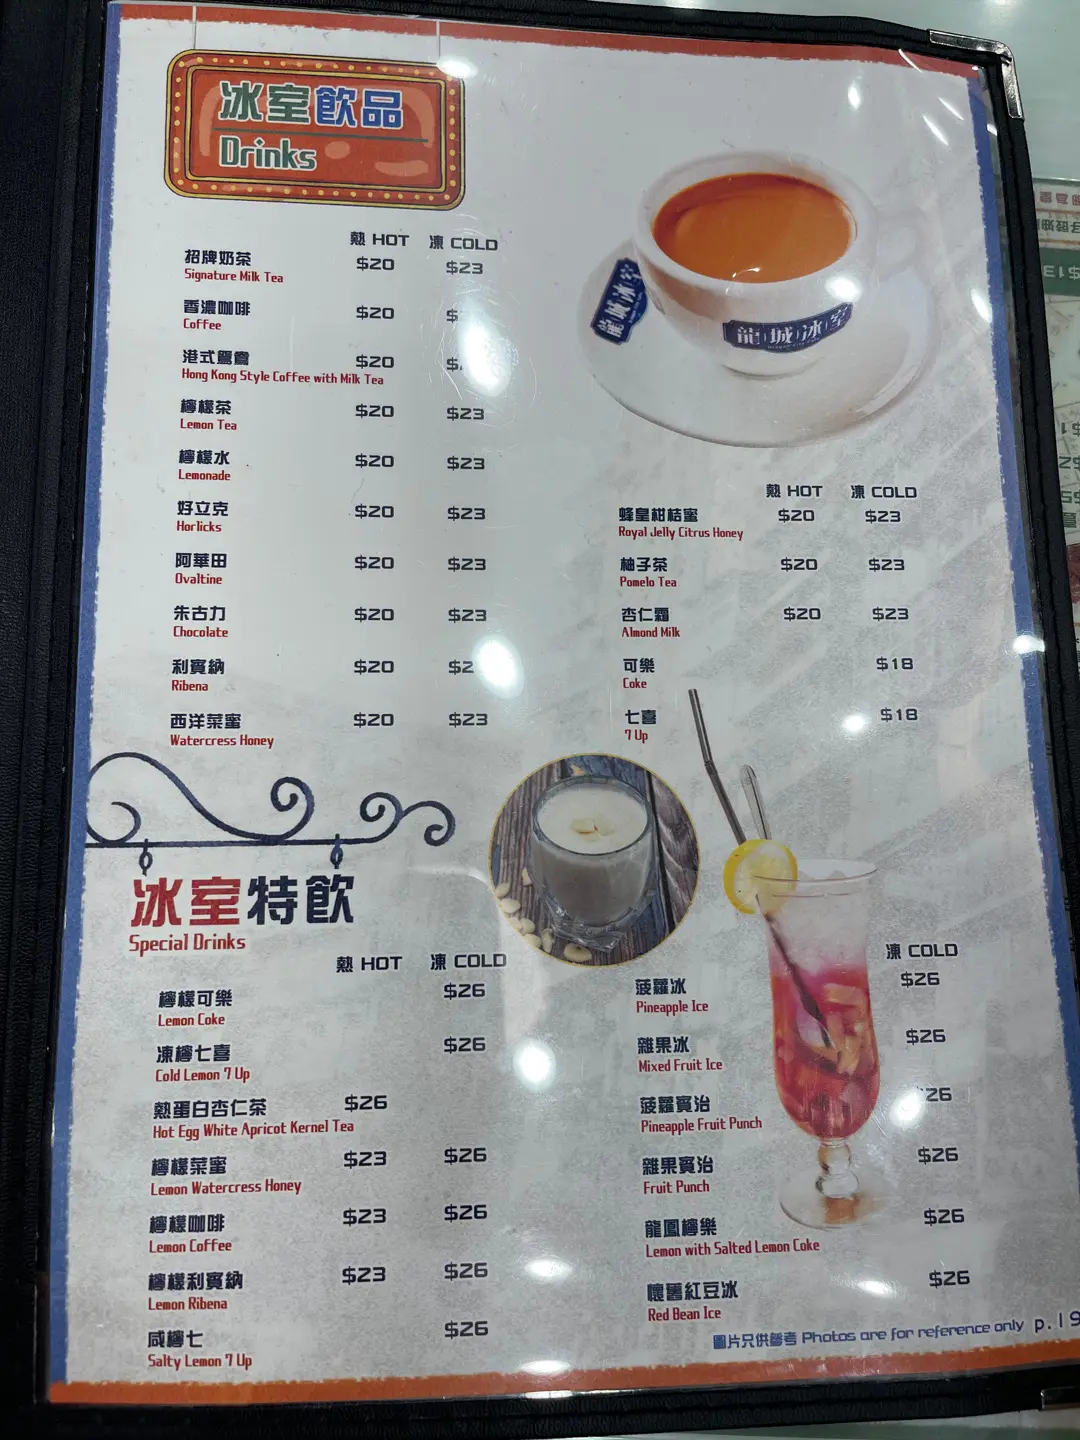 冰室飲品
Drinks
熱 HOT 凍 COLD
招牌奶茶 $20 $23
Signature Milk Tea
香濃咖啡 $20
Coffee
港式鴛鴦 $20
Hong Kong Style Coffee with Milk Tea
檸檬茶 $20 $23
Lemon Tea
檸檬水 $20 $23
Lemonade
好立克 $20 $23
Horlicks
阿華田 $20 $23
Ovaltine
朱古力 $20 $23
Chocolate
利賓納 $20
Ribena
西洋菜蜜 $20 $23
Watercress Honey
龍城冰室
龍城冰室
熱 HOT 凍 COLD
蜂皇柑桔蜜 $20 $23
Royal Jelly Citrus Honey
柚子茶 $20 $23
Pomelo Tea
杏仁霜 $20 $23
Almond Milk
可樂 $18
Coke
七喜 $18
7 Up
冰室特飲
Special Drinks
熱 HOT 凍 COLD
檸檬可樂 $26
Lemon Coke
凍檸七喜 $26
Cold Lemon 7 Up
熱蛋白杏仁茶 $26
Hot Egg White Apricot Kernel Tea
檸檬菜蜜 $23 $26
Lemon Watercress Honey
檸檬咖啡 $23 $26
Lemon Coffee
檸檬利賓納 $23 $26
Lemon Ribena
咸檸七 $26
Salty Lemon 7 Up
凍 COLD
菠蘿冰 $26
Pineapple Ice
雜果冰 $26
Mixed Fruit Ice
菠蘿賓治 26
Pineapple Fruit Punch
雜果賓治 $26
Fruit Punch
龍鳳檸樂 $26
Lemon with Salted Lemon Coke
懷舊紅豆冰 $26
Red Bean Ice
圖片只供參考 Photos are for reference only p.19